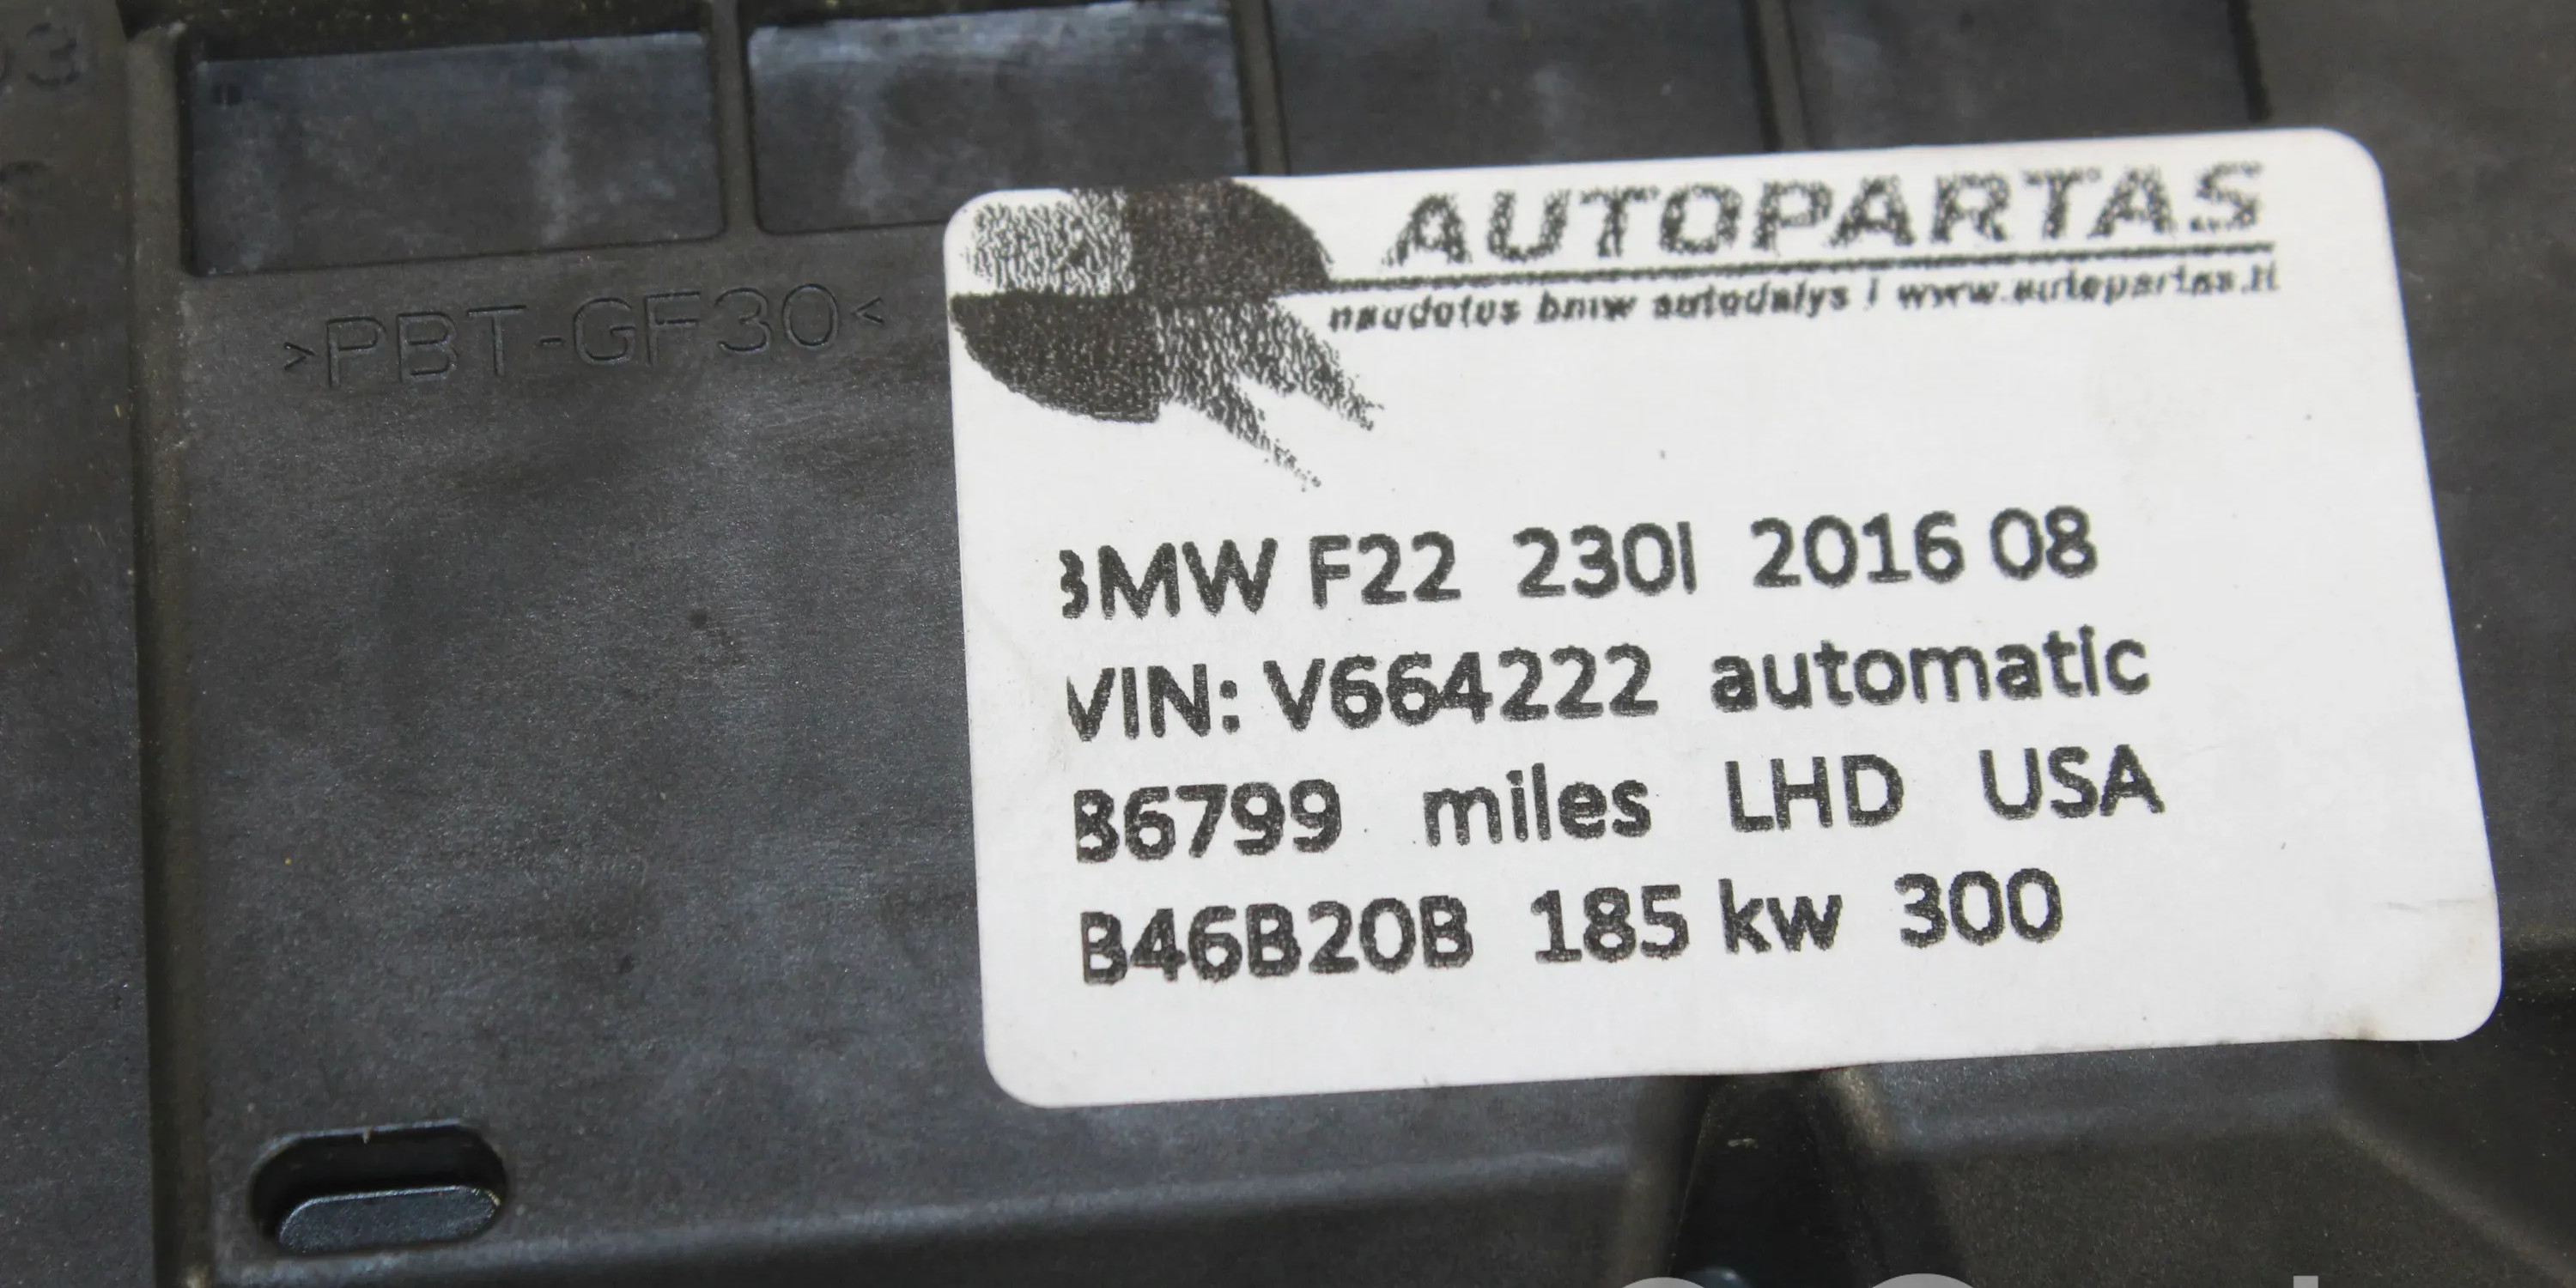 >PBT-GF30<
AUTOPARTAS
naudotos bmw autodalys | www.autopartas.lt
BMW F22 230I 2016 08
VIN: V664222 automatic
86799 miles LHD USA
B46B20B 185 kw 300